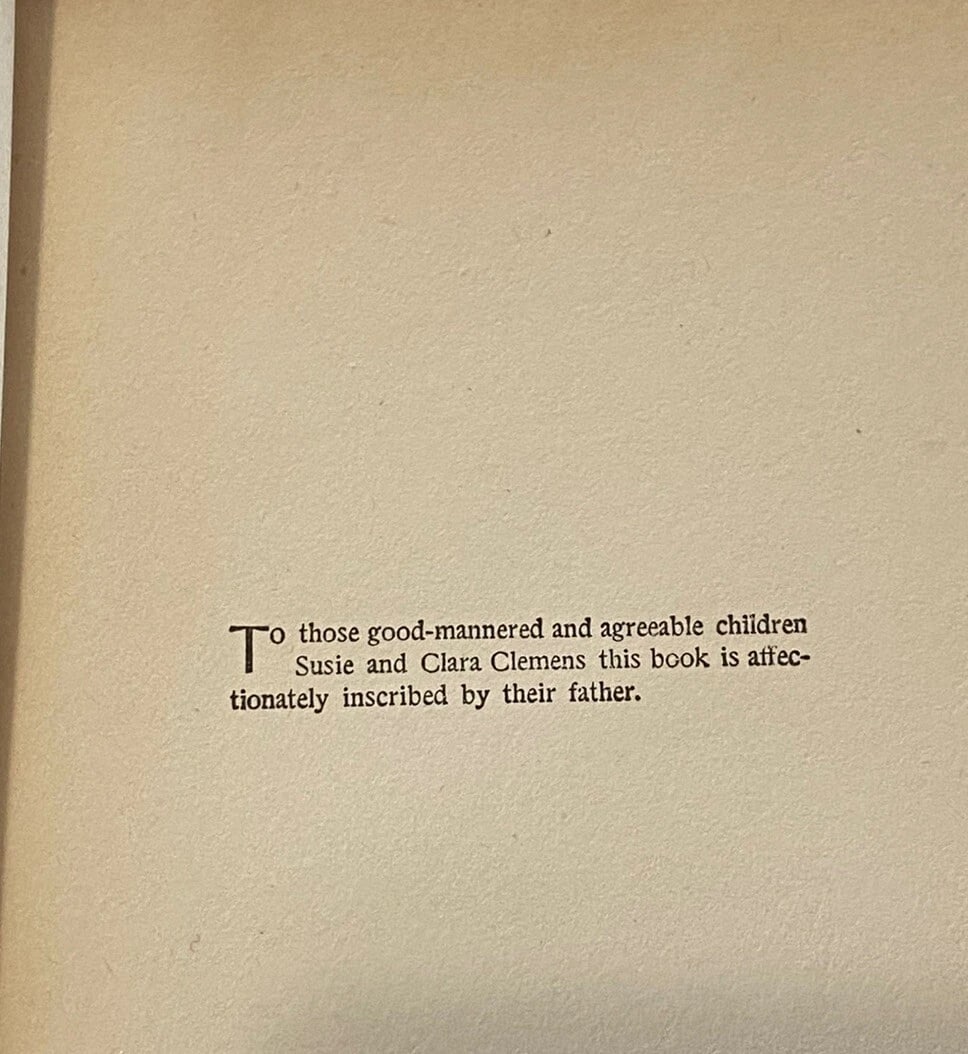 To those good-mannered and agreeable children
Susie and Clara Clemens this book is affec-
tionately inscribed by their father.